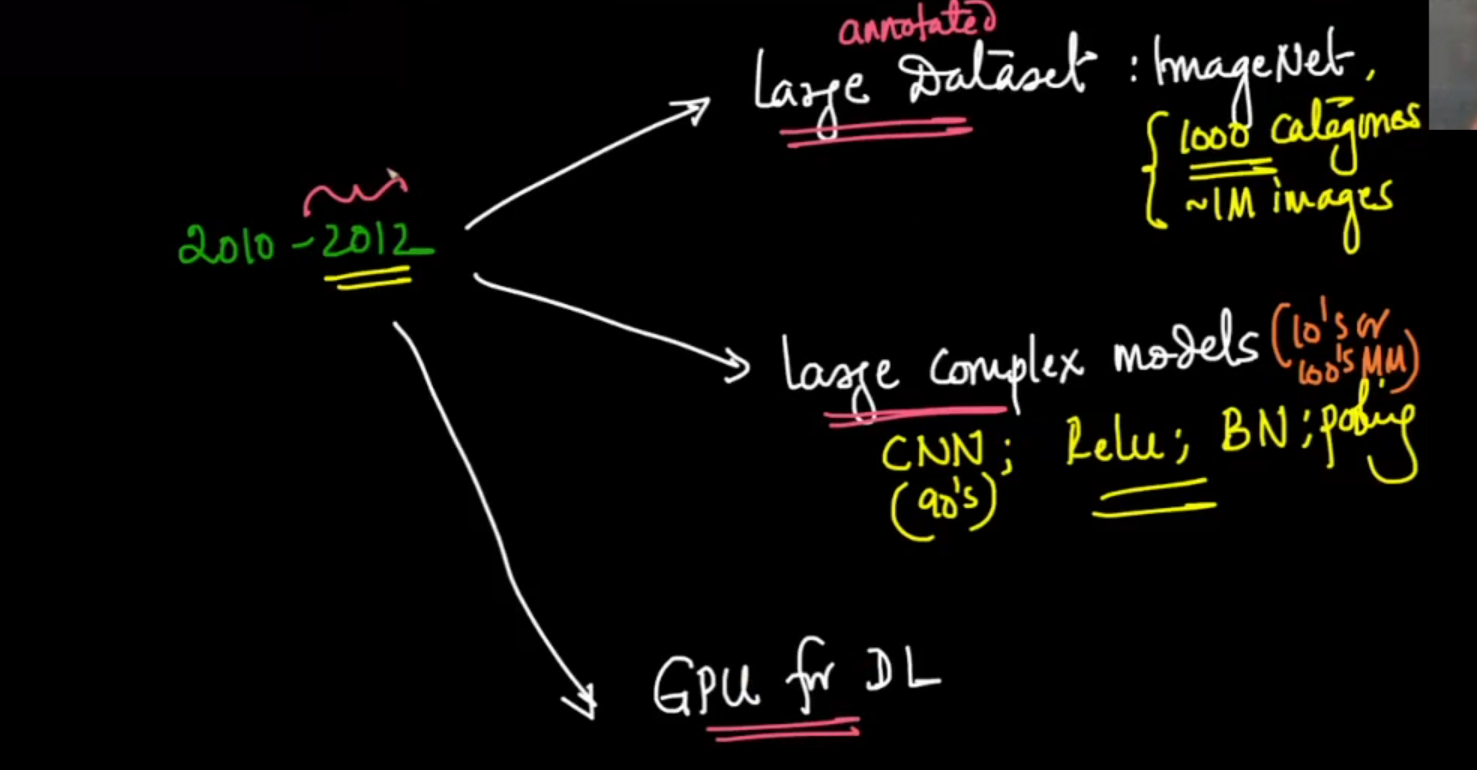 annotated
Large Dataset : ImageNet,
{ 1000 categories
~1M images
2010 - 2012
Large complex models (10's or
100's MM)
CNN; Relu; BN; pooling
(90's)
GPU for DL